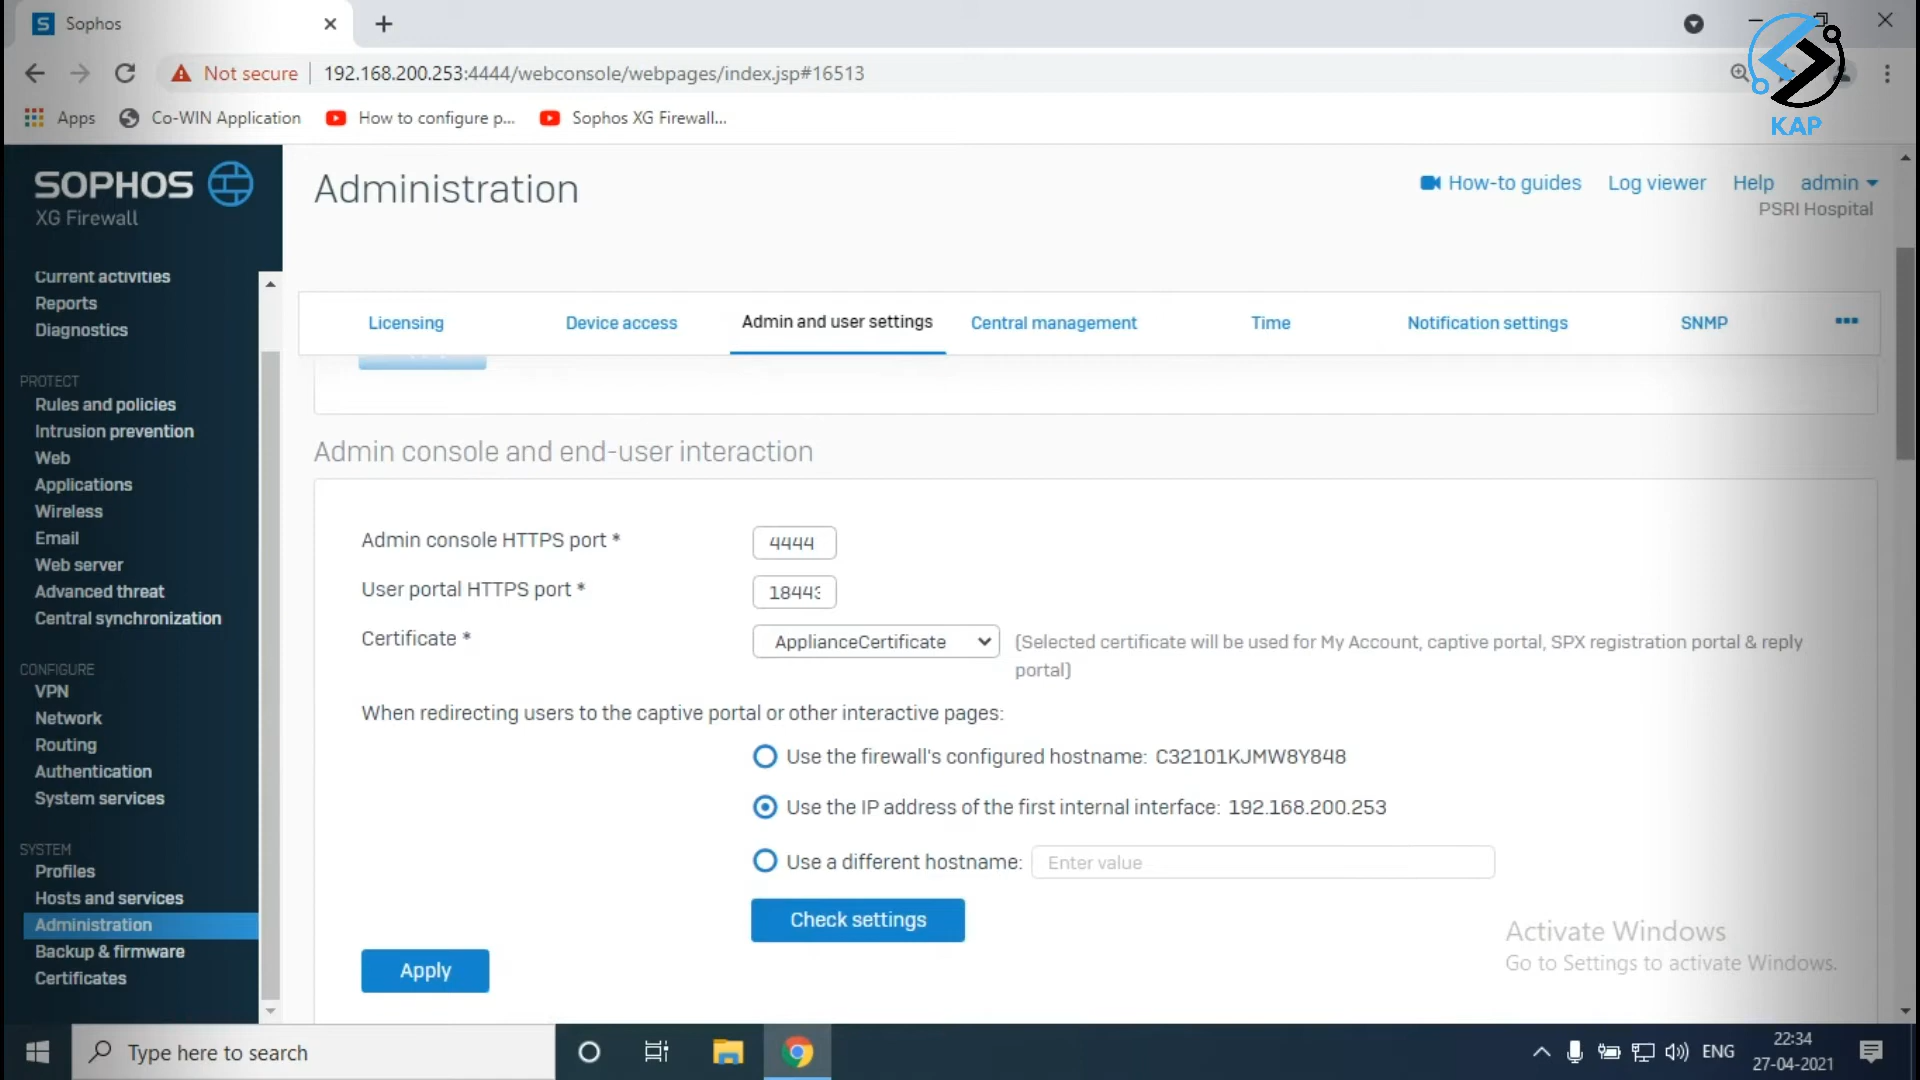 Sophos
Not secure
192.168.200.253:4444/webconsole/webpages/index.jsp#16513
Apps
Co-WIN Application
How to configure p...
Sophos XG Firewall...
KAP
SOPHOS
XG Firewall
Administration
How-to guides
Log viewer
Help
admin
PSRI Hospital
Current activities
Reports
Diagnostics
PROTECT
Rules and policies
Intrusion prevention
Web
Applications
Wireless
Email
Web server
Advanced threat
Central synchronization
CONFIGURE
VPN
Network
Routing
Authentication
System services
SYSTEM
Profiles
Hosts and services
Administration
Backup & firmware
Certificates
Licensing
Device access
Admin and user settings
Central management
Time
Notification settings
SNMP
Admin console and end-user interaction
Admin console HTTPS port * 4444
User portal HTTPS port * 18443
Certificate * ApplianceCertificate
(Selected certificate will be used for My Account, captive portal, SPX registration portal & reply
portal)
When redirecting users to the captive portal or other interactive pages:
Use the firewall's configured hostname: C32101KJMW8Y848
Use the IP address of the first internal interface: 192.168.200.253
Use a different hostname: Enter value
Check settings
Apply
Activate Windows
Go to Settings to activate Windows.
Type here to search
ENG
22:34
27-04-2021